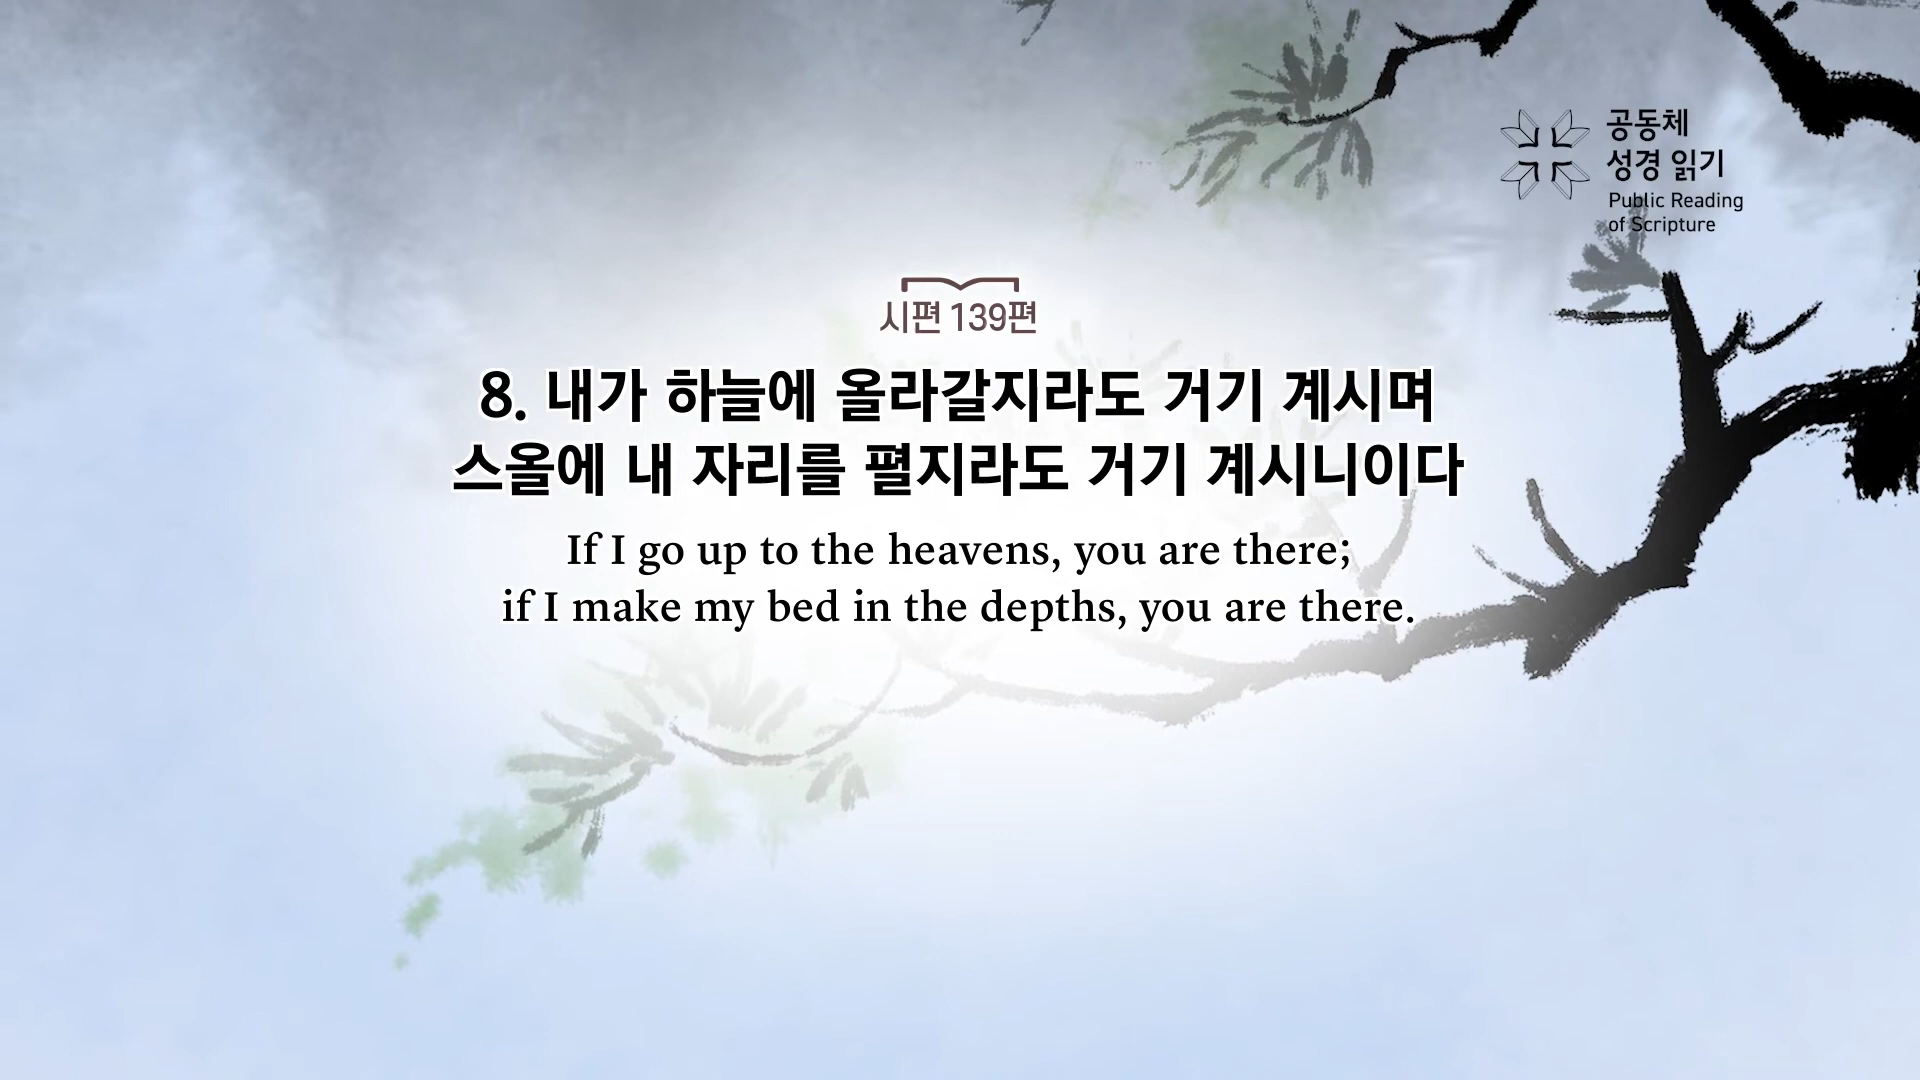 공동체
성경 읽기
Public Reading
of Scripture
시편 139편
8. 내가 하늘에 올라갈지라도 거기 계시며
스올에 내 자리를 펼지라도 거기 계시니이다
If I go up to the heavens, you are there;
if I make my bed in the depths, you are there.